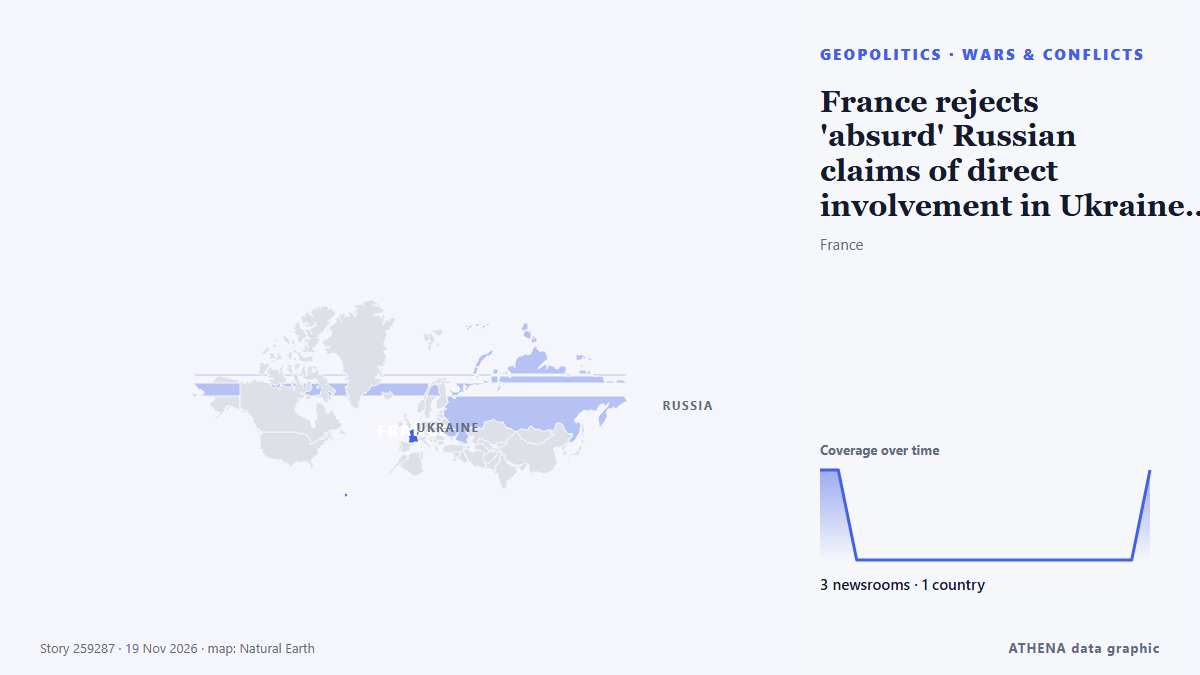 GEOPOLITICS · WARS & CONFLICTS
France rejects
'absurd' Russian
claims of direct
involvement in Ukraine..
France
RUSSIA
UKRAINE
Coverage over time
3 newsrooms · 1 country
Story 259287 · 19 Nov 2026 · map: Natural Earth
ATHENA data graphic